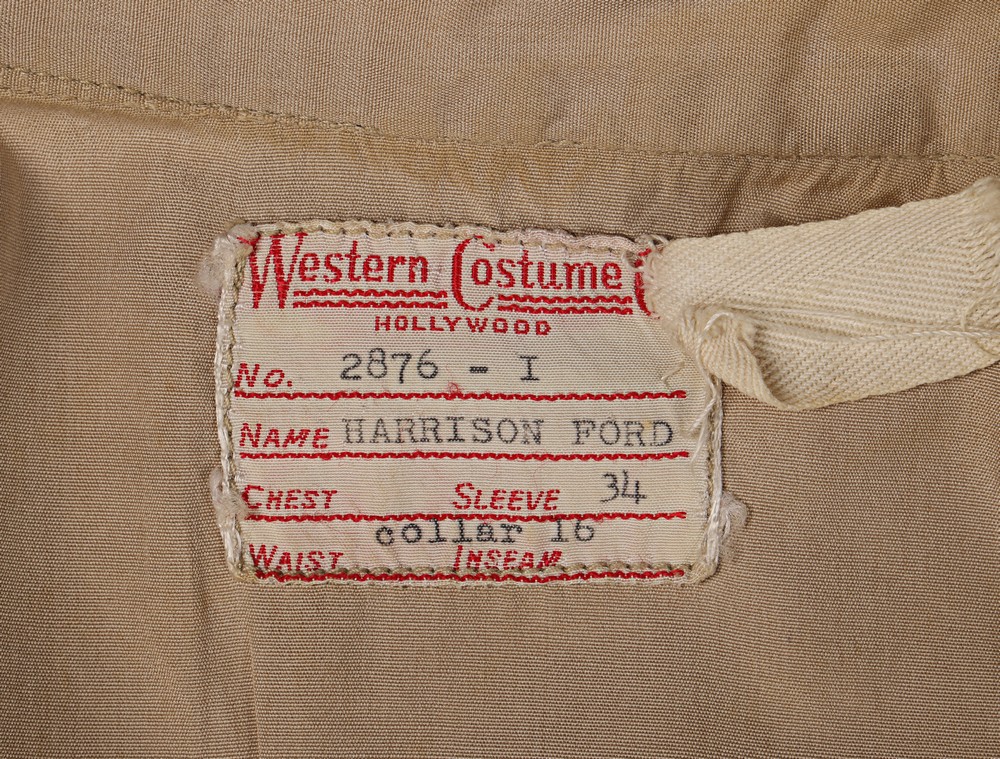 Western Costume
HOLLYWOOD
No. 2876 - I
NAME HARRISON FORD
CHEST SLEEVE 34
collar 16
WAIST INSEAM